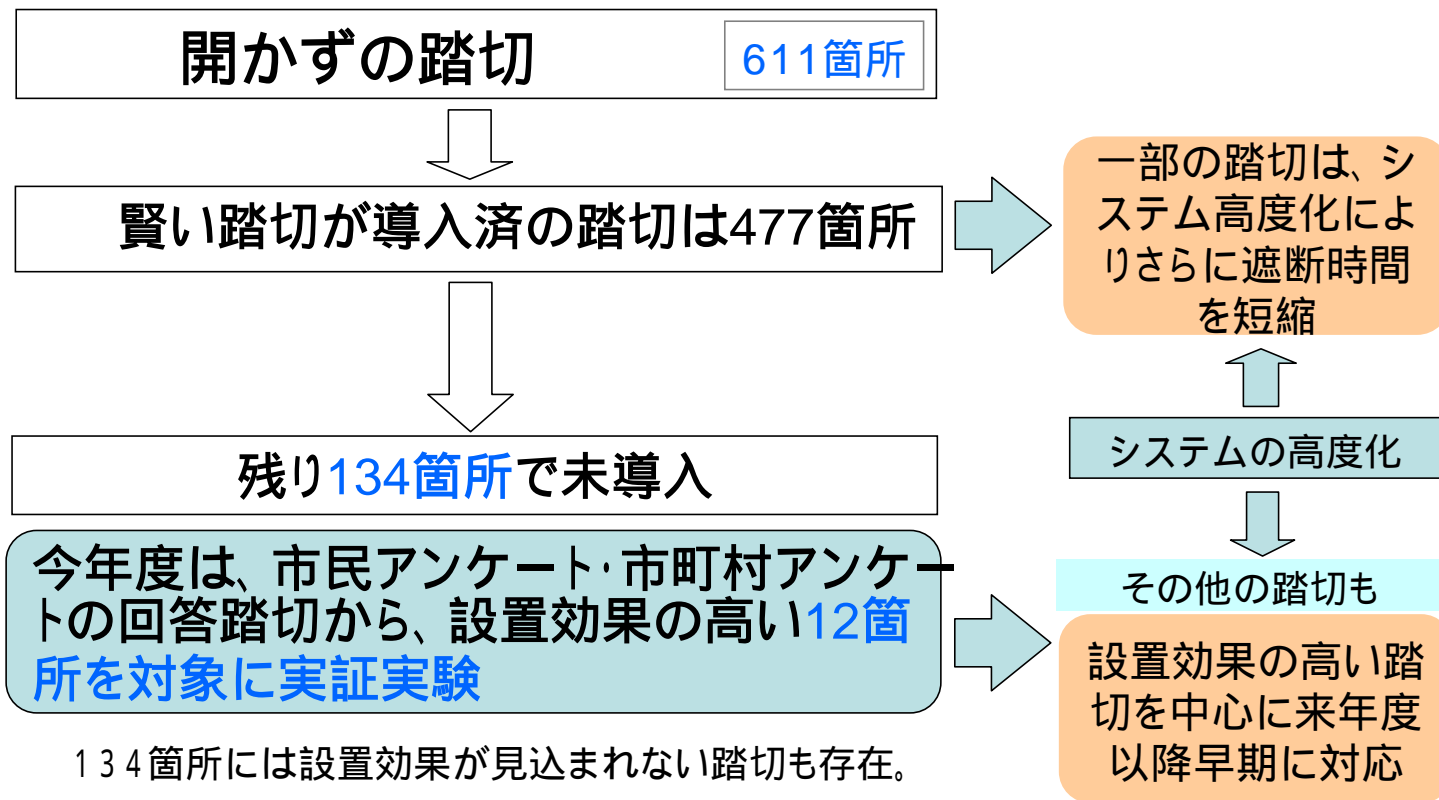 開かずの踏切
611箇所
賢い踏切が導入済の踏切は477箇所
一部の踏切は、シ
ステム高度化によ
りさらに遮断時間
を短縮
システムの高度化
残り134箇所で未導入
今年度は、市民アンケート・市町村アンケー
トの回答踏切から、設置効果の高い12箇
所を対象に実証実験
その他の踏切も
設置効果の高い踏
切を中心に来年度
以降早期に対応
134箇所には設置効果が見込まれない踏切も存在。